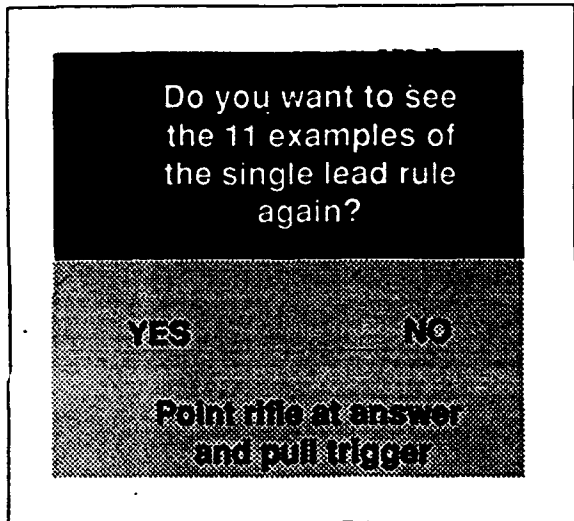 Do you want to see
the 11 examples of
the single lead rule
again?
YES NO
Point rifle at answer
and pull trigger